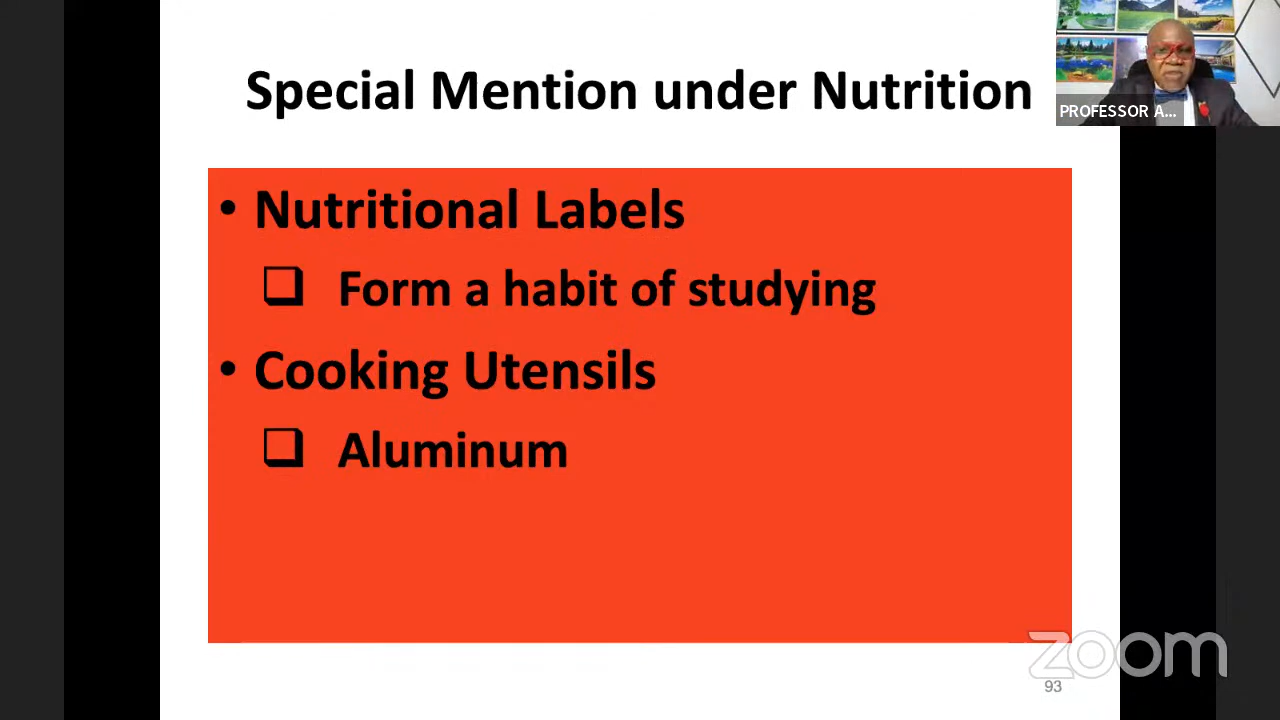 Special Mention under Nutrition
PROFESSOR A...
• Nutritional Labels
❑ Form a habit of studying
• Cooking Utensils
❑ Aluminum
zoom
93